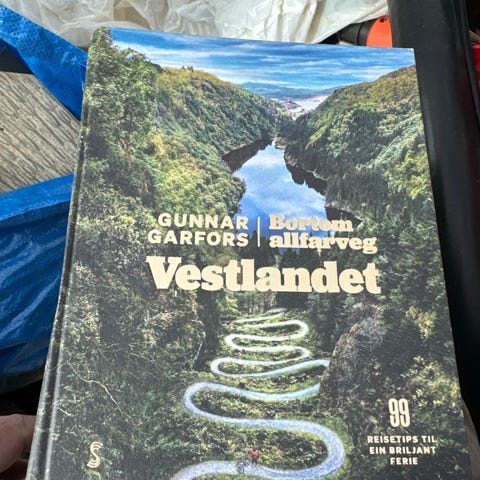 GUNNAR
GARFORS
Bortom
allfarveg
Vestlandet
99
REISETIPS TIL
EIN BRILJANT
FERIE
S